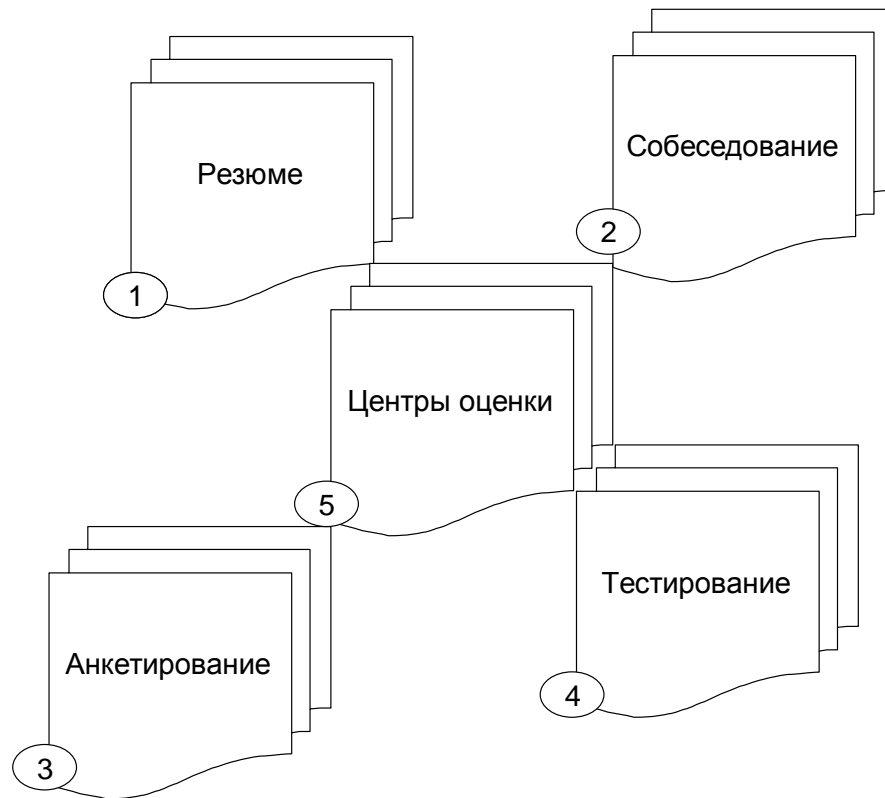 Резюме
1
Собеседование
2
Центры оценки
5
Анкетирование
3
Тестирование
4